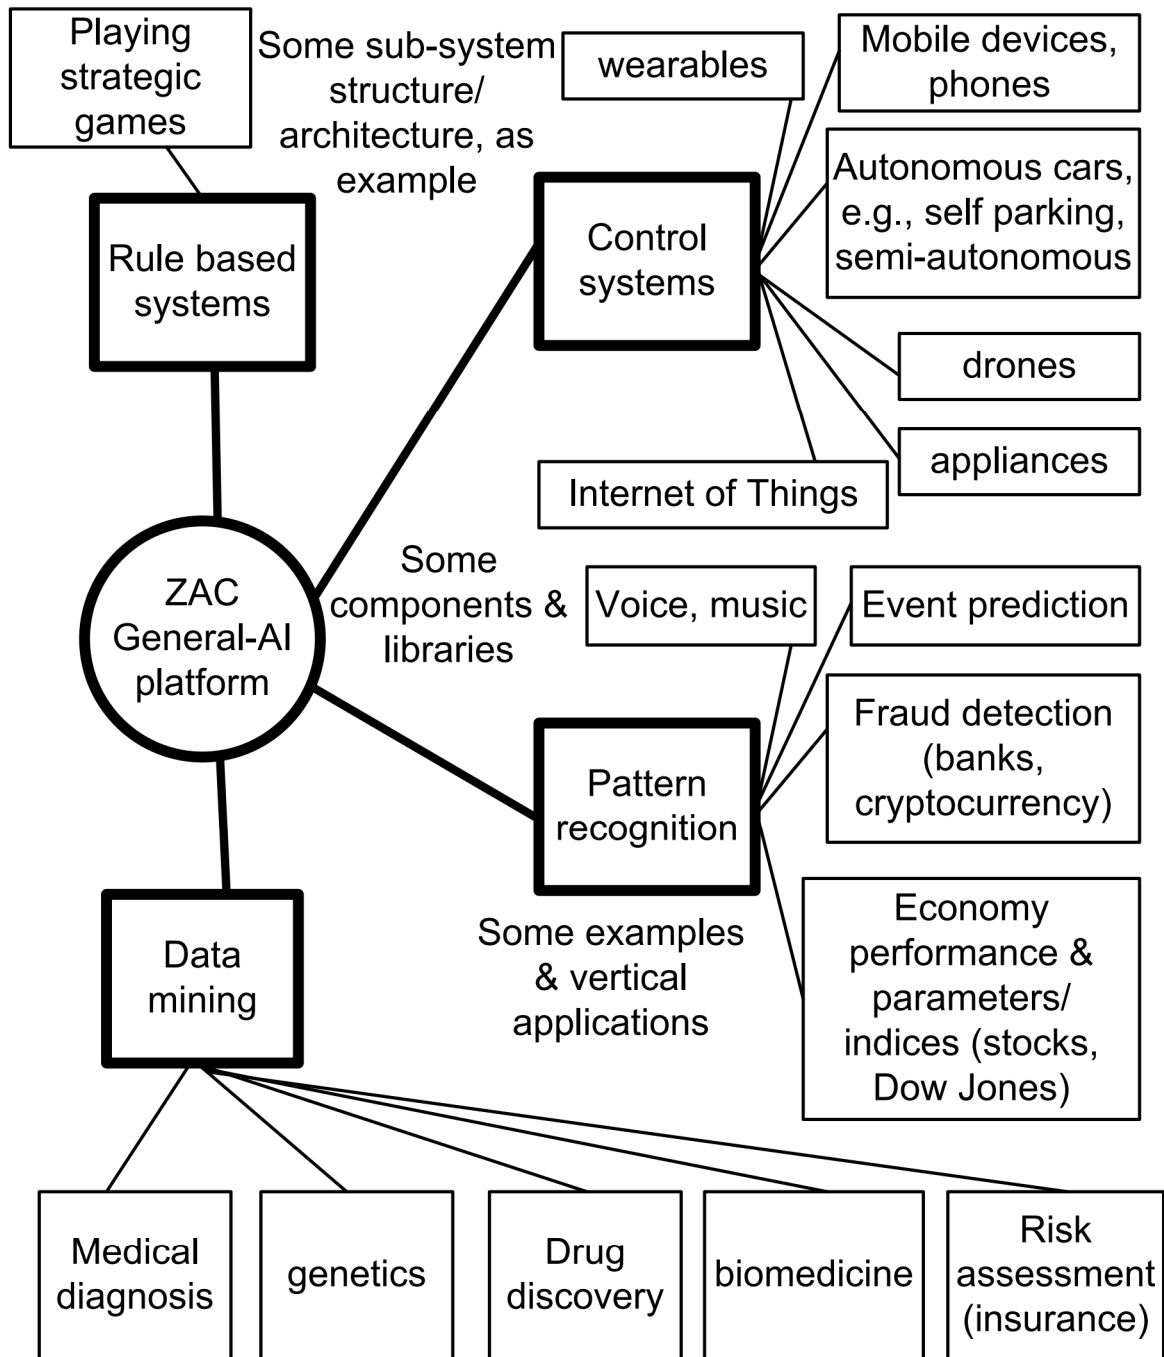 Playing
strategic
games
Some sub-system
structure/
architecture, as
example
wearables
Mobile devices,
phones
Autonomous cars,
e.g., self parking,
semi-autonomous
Rule based
systems
Control
systems
drones
appliances
Internet of Things
ZAC
General-AI
platform
Some
components &
libraries
Voice, music
Event prediction
Fraud detection
(banks,
cryptocurrency)
Pattern
recognition
Economy
performance &
parameters/
indices (stocks,
Dow Jones)
Data
mining
Some examples
& vertical
applications
Medical
diagnosis
genetics
Drug
discovery
biomedicine
Risk
assessment
(insurance)